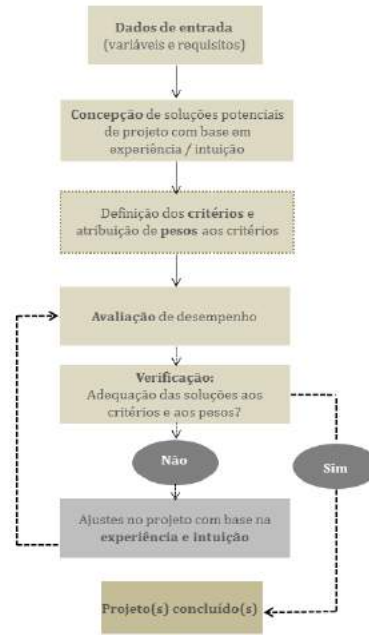 Dados de entrada
(variáveis e requisitos)
Concepção de soluções potenciais
de projeto com base em
experiência / intuição
Definição dos critérios e
atribuição de pesos aos critérios
Avaliação de desempenho
Verificação:
Adequação das soluções aos
critérios e aos pesos?
Não
Sim
Ajustes no projeto com base na
experiência e intuição
Projeto(s) concluído(s)